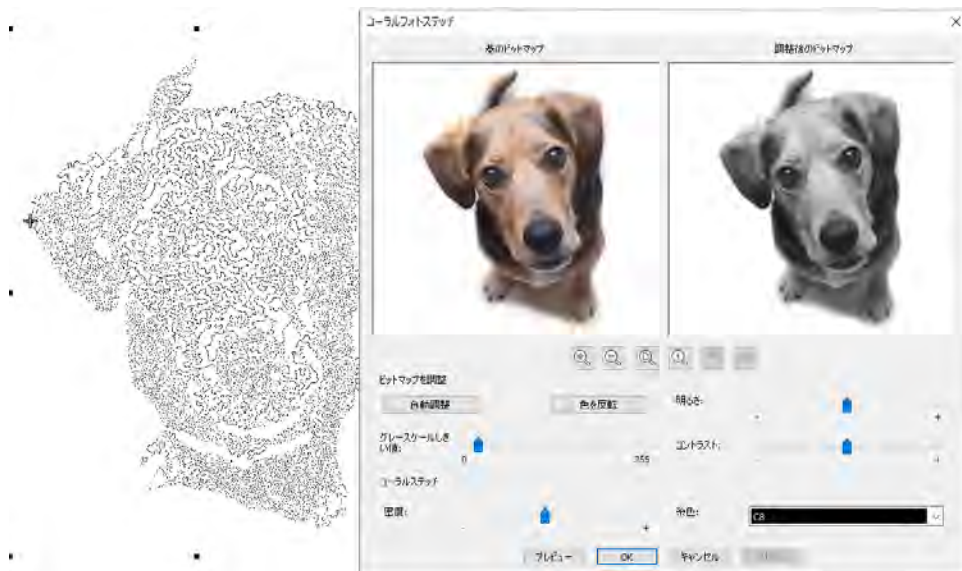 コーラルフォトステッチ
基のビットマップ
調整後のビットマップ
ビットマップを調整
自動調整
色を反転
明るさ:
-
+
グレースケールしき
い値:
0
255
コントラスト:
-
+
コーラルステッチ
密度:
-
+
糸色:
C8
プレビュー
OK
キャンセル